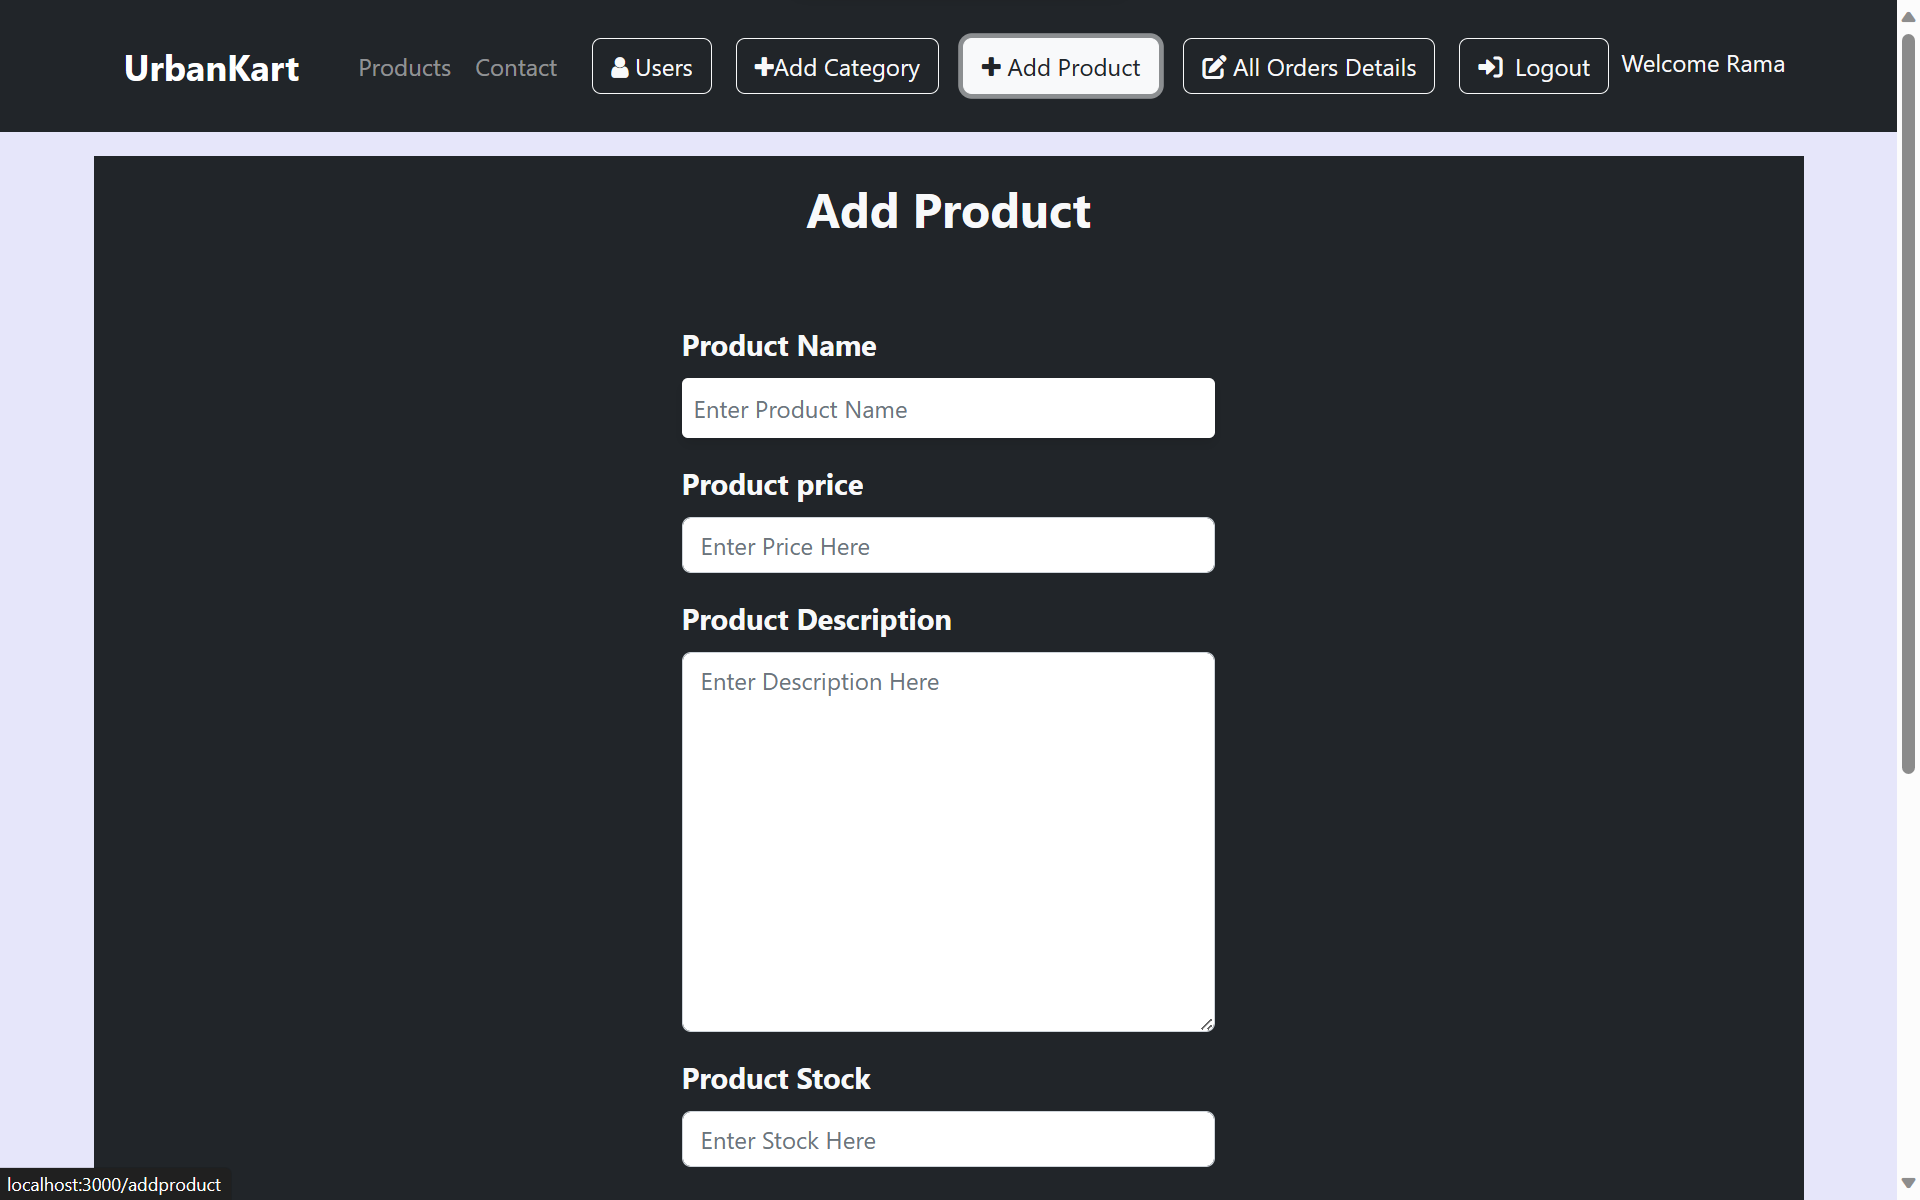 UrbanKart Products Contact Users Add Category Add Product All Orders Details Logout Welcome Rama
Add Product
Product Name
Enter Product Name
Product price
Enter Price Here
Product Description
Enter Description Here
Product Stock
Enter Stock Here
localhost:3000/addproduct